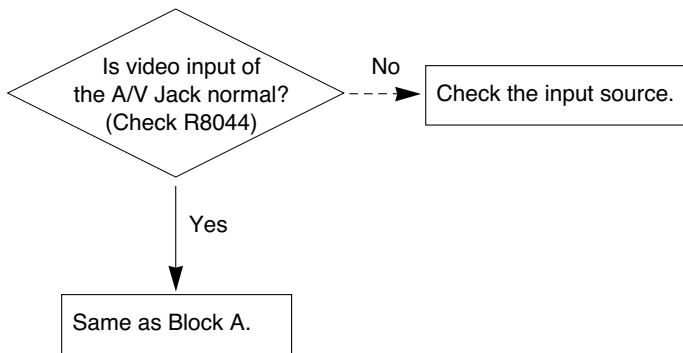 Is video input of
the A/V Jack normal?
(Check R8044)
No
Check the input source.
Yes
Same as Block A.